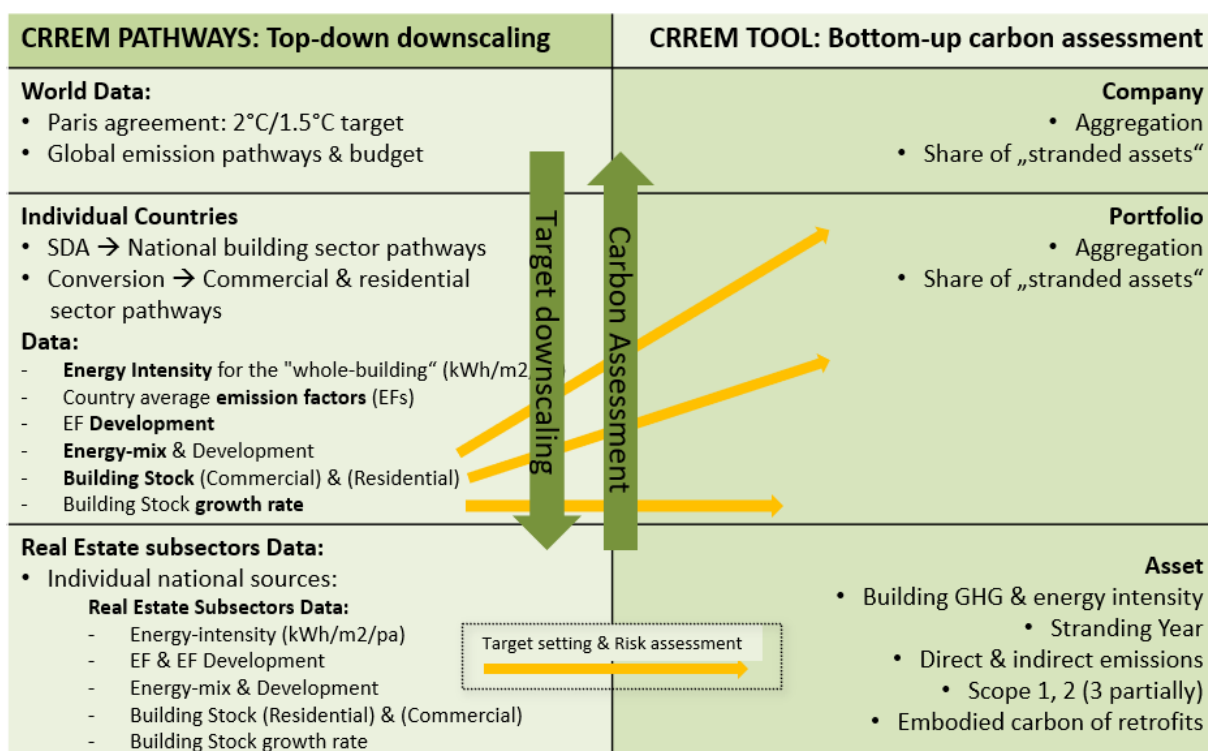 CRREM PATHWAYS: Top-down downscaling
CRREM TOOL: Bottom-up carbon assessment
World Data:
• Paris agreement: 2°C/1.5°C target
• Global emission pathways & budget
Company
• Aggregation
• Share of „stranded assets“
Individual Countries
• SDA → National building sector pathways
• Conversion → Commercial & residential
sector pathways
Data:
- Energy Intensity for the "whole-building“ (kWh/m2/
- Country average emission factors (EFs)
- EF Development
- Energy-mix & Development
- Building Stock (Commercial) & (Residential)
- Building Stock growth rate
Target downscaling
Carbon Assessment
Portfolio
• Aggregation
• Share of „stranded assets“
Real Estate subsectors Data:
• Individual national sources:
Real Estate Subsectors Data:
- Energy-intensity (kWh/m2/pa)
- EF & EF Development
- Energy-mix & Development
- Building Stock (Residential) & (Commercial)
- Building Stock growth rate
Target setting & Risk assessment
Asset
• Building GHG & energy intensity
• Stranding Year
• Direct & indirect emissions
• Scope 1, 2 (3 partially)
• Embodied carbon of retrofits